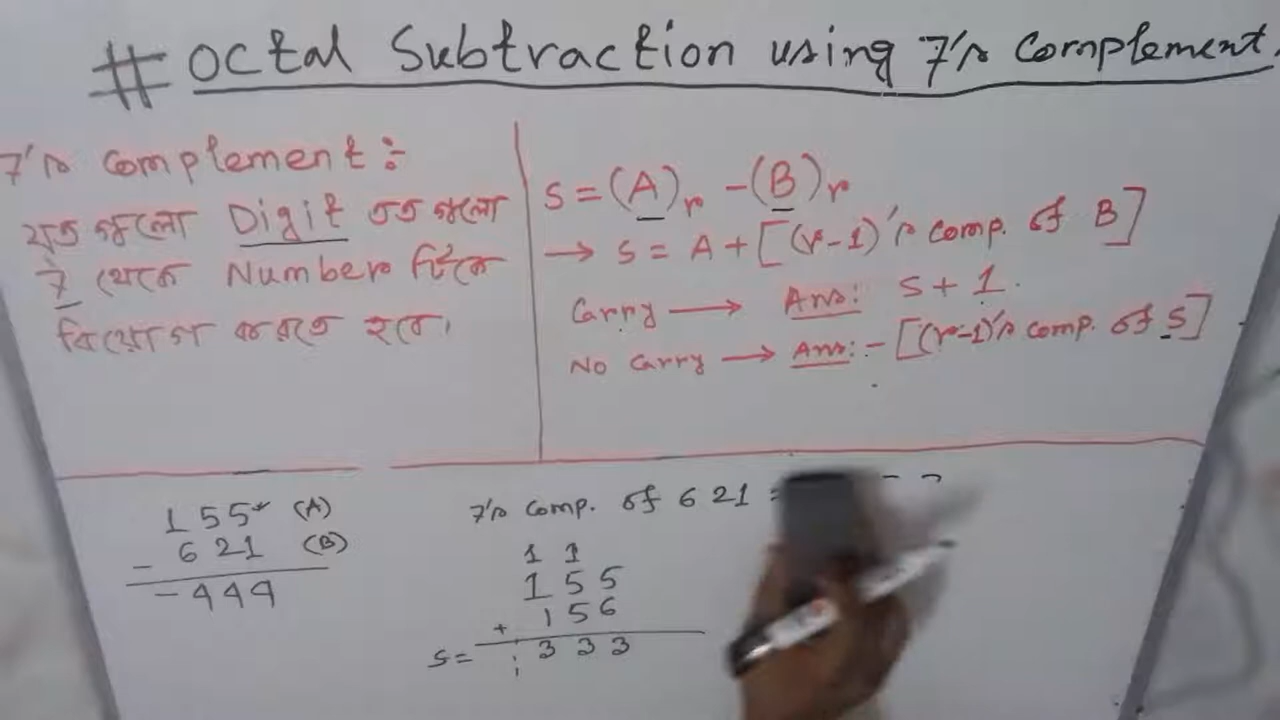 # Octal Subtraction using 7's Complement.
7's complement :-
যত গুলো Digit তত গুলো
7 থেকে Number টিকে
বিয়োগ করতে হবে।
S = (A)r - (B)r
→ S = A + [(r-1)'s comp. of B]
Carry → Ans: S + 1.
No Carry → Ans: - [(r-1)'s comp. of S]
155 (A)
- 621 (B)
-444
7's comp. of 621 =
1 1
155
+ 156
S = 333